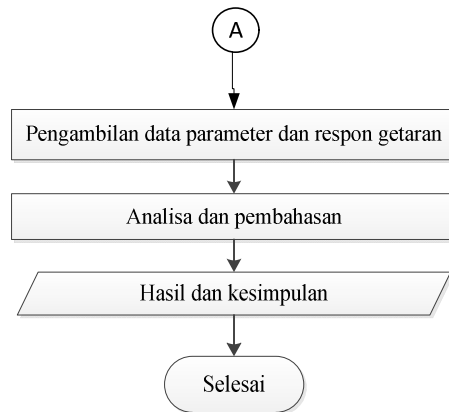 A
Pengambilan data parameter dan respon getaran
Analisa dan pembahasan
Hasil dan kesimpulan
Selesai